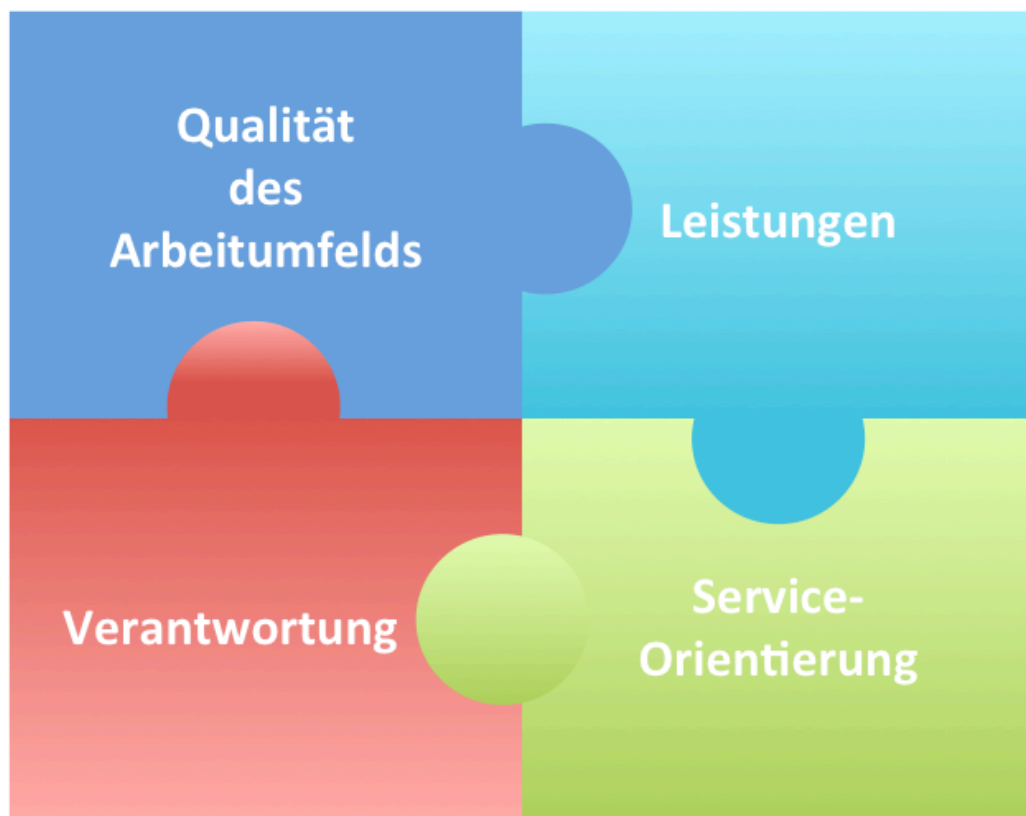 Qualität
des
Arbeitumfelds
Leistungen
Verantwortung
Service-
Orientierung